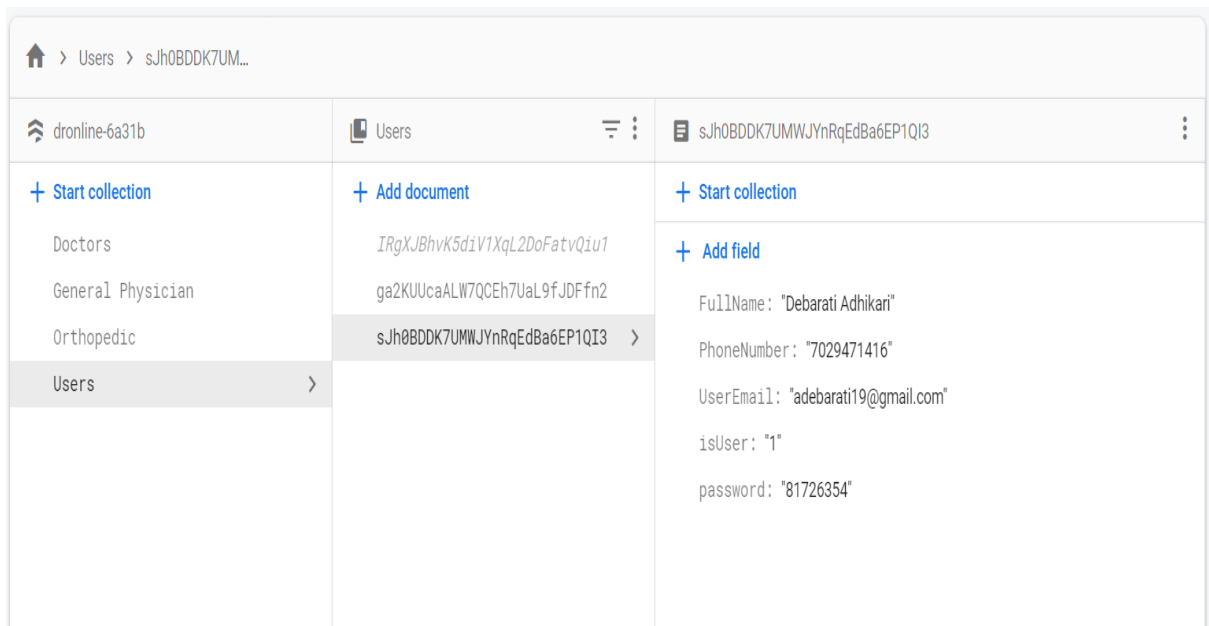 Users > sJh0BDDK7UM…
dronline-6a31b
Users
sJh0BDDK7UMWJYnRqEdBa6EP1QI3
+ Start collection
Doctors
General Physician
Orthopedic
Users
+ Add document
IRgXJBhvK5diV1XqL2DoFatvQiu1
ga2KUUcaALW7QCEh7UaL9fJDFfn2
sJh0BDDK7UMWJYnRqEdBa6EP1QI3
+ Start collection
+ Add field
FullName: "Debarati Adhikari"
PhoneNumber: "7029471416"
UserEmail: "adebarati19@gmail.com"
isUser: "1"
password: "81726354"